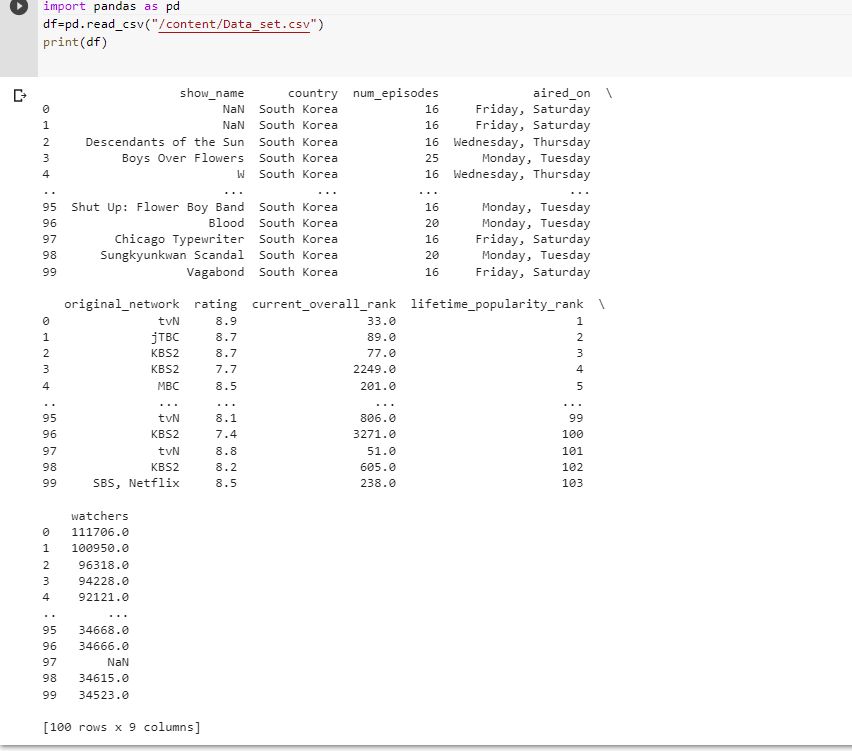 import pandas as pd
df=pd.read_csv("/content/Data_set.csv")
print(df)
show_name country num_episodes aired_on \
0 NaN South Korea 16 Friday, Saturday
1 NaN South Korea 16 Friday, Saturday
2 Descendants of the Sun South Korea 16 Wednesday, Thursday
3 Boys Over Flowers South Korea 25 Monday, Tuesday
4 W South Korea 16 Wednesday, Thursday
.. ... ... ... ...
95 Shut Up: Flower Boy Band South Korea 16 Monday, Tuesday
96 Blood South Korea 20 Monday, Tuesday
97 Chicago Typewriter South Korea 16 Friday, Saturday
98 Sungkyunkwan Scandal South Korea 20 Monday, Tuesday
99 Vagabond South Korea 16 Friday, Saturday
original_network rating current_overall_rank lifetime_popularity_rank \
0 tvN 8.9 33.0 1
1 jTBC 8.7 89.0 2
2 KBS2 8.7 77.0 3
3 KBS2 7.7 2249.0 4
4 MBC 8.5 201.0 5
.. ... ... ... ...
95 tvN 8.1 806.0 99
96 KBS2 7.4 3271.0 100
97 tvN 8.8 51.0 101
98 KBS2 8.2 605.0 102
99 SBS, Netflix 8.5 238.0 103
watchers
0 111706.0
1 100950.0
2 96318.0
3 94228.0
4 92121.0
.. ...
95 34668.0
96 34666.0
97 NaN
98 34615.0
99 34523.0
[100 rows x 9 columns]